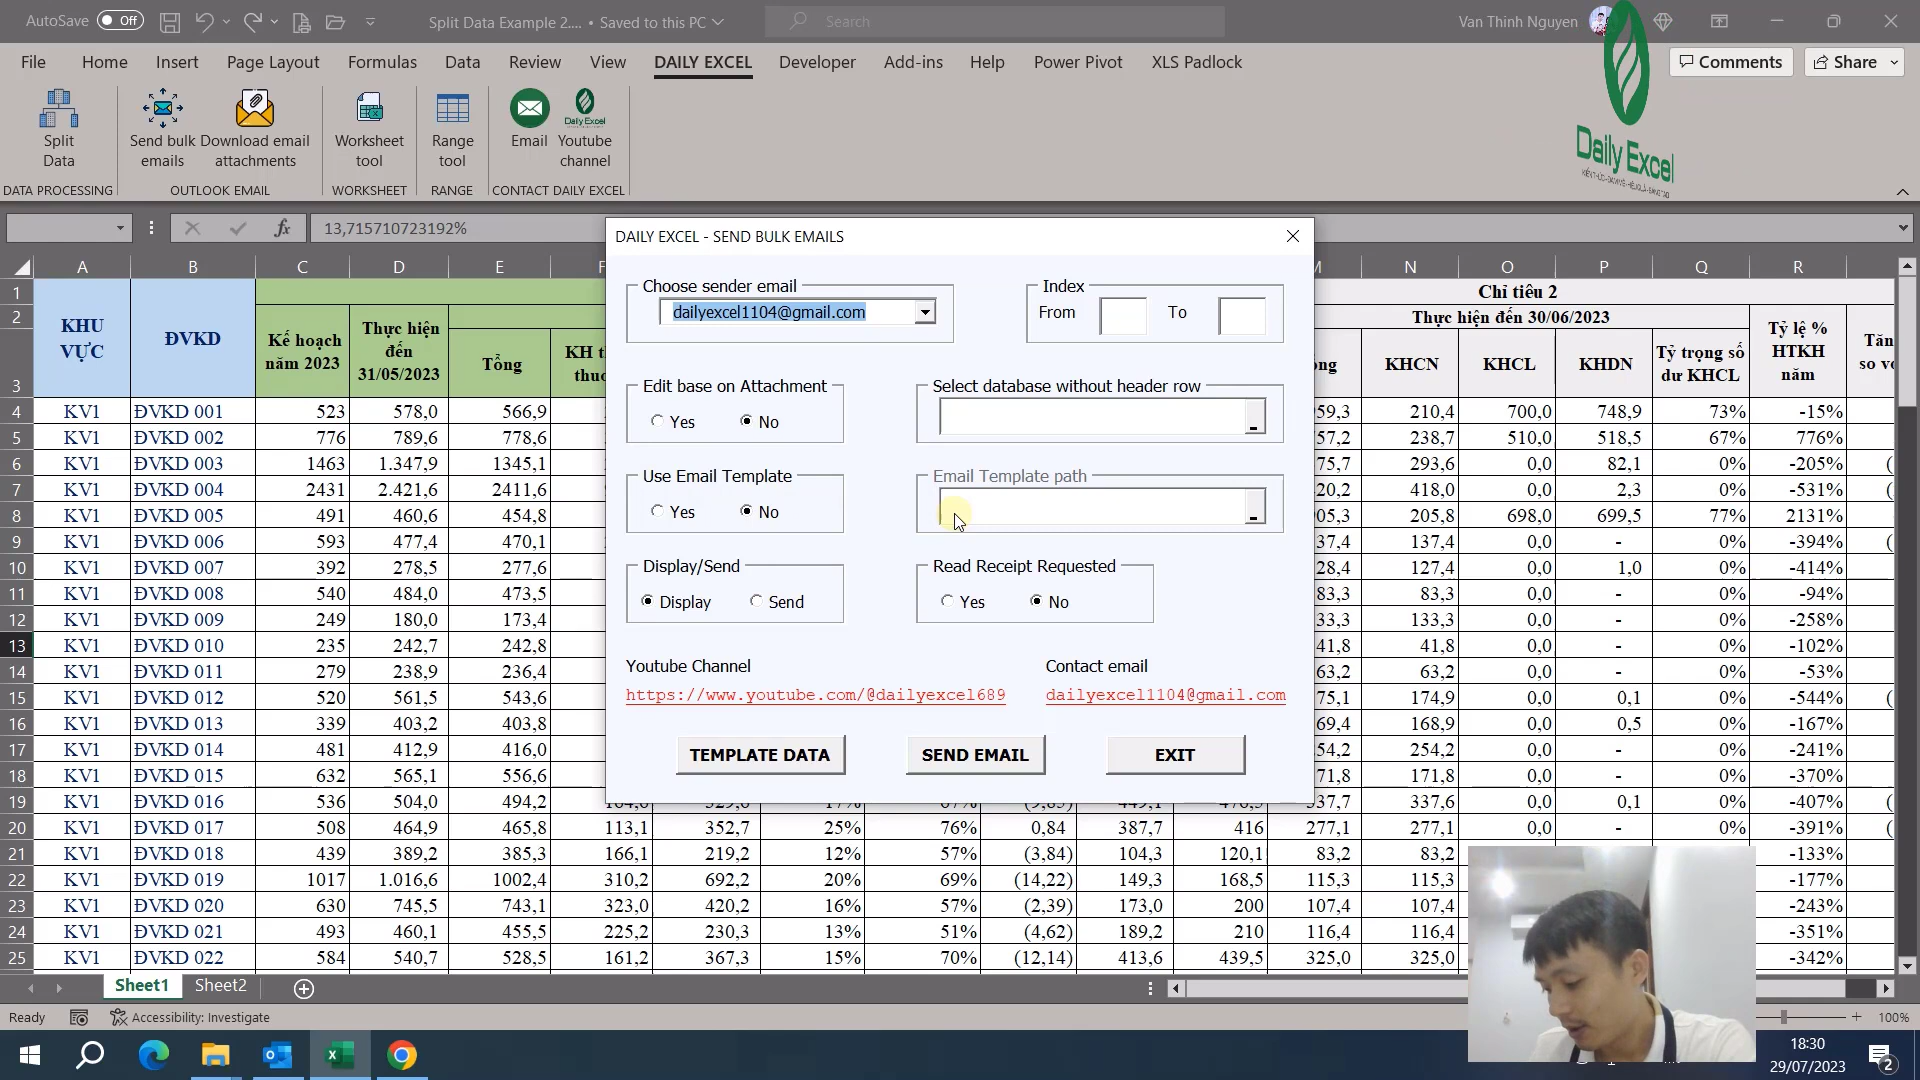 AutoSave Off Split Data Example 2.... • Saved to this PC Search Van Thinh Nguyen
File Home Insert Page Layout Formulas Data Review View DAILY EXCEL Developer Add-ins Help Power Pivot XLS Padlock Comments Share
Split Data
Send bulk emails
Download email attachments
Worksheet tool
Range tool
Email
Daily Excel
Youtube channel
DATA PROCESSING OUTLOOK EMAIL WORKSHEET RANGE CONTACT DAILY EXCEL
Daily Excel
fx 13,715710723192%
DAILY EXCEL - SEND BULK EMAILS
Choose sender email
dailyexcel1104@gmail.com
Index
From To
Edit base on Attachment
Yes No
Select database without header row
Use Email Template
Yes No
Email Template path
Display/Send
Display Send
Read Receipt Requested
Yes No
Youtube Channel
https://www.youtube.com/@dailyexcel689
Contact email
dailyexcel1104@gmail.com
TEMPLATE DATA SEND EMAIL EXIT
A B C D E F M N O P Q R
1 Chỉ tiêu 2
2 Thực hiện đến 30/06/2023
3 KHU VỰC ĐVKD Kế hoạch năm 2023 Thực hiện đến 31/05/2023 Tổng KHCN KHCL KHDN Tỷ trọng số dư KHCL Tỷ lệ % HTKH năm
4 KV1 ĐVKD 001 523 578,0 566,9 210,4 700,0 748,9 73% -15%
5 KV1 ĐVKD 002 776 789,6 778,6 238,7 510,0 518,5 67% 776%
6 KV1 ĐVKD 003 1463 1.347,9 1345,1 293,6 0,0 82,1 0% -205%
7 KV1 ĐVKD 004 2431 2.421,6 2411,6 418,0 0,0 2,3 0% -531%
8 KV1 ĐVKD 005 491 460,6 454,8 205,8 698,0 699,5 77% 2131%
9 KV1 ĐVKD 006 593 477,4 470,1 137,4 0,0 - 0% -394%
10 KV1 ĐVKD 007 392 278,5 277,6 127,4 0,0 1,0 0% -414%
11 KV1 ĐVKD 008 540 484,0 473,5 83,3 0,0 - 0% -94%
12 KV1 ĐVKD 009 249 180,0 173,4 133,3 0,0 - 0% -258%
13 KV1 ĐVKD 010 235 242,7 242,8 41,8 0,0 - 0% -102%
14 KV1 ĐVKD 011 279 238,9 236,4 63,2 0,0 - 0% -53%
15 KV1 ĐVKD 012 520 561,5 543,6 174,9 0,0 0,1 0% -544%
16 KV1 ĐVKD 013 339 403,2 403,8 168,9 0,0 0,5 0% -167%
17 KV1 ĐVKD 014 481 412,9 416,0 254,2 0,0 - 0% -241%
18 KV1 ĐVKD 015 632 565,1 556,6 171,8 0,0 - 0% -370%
19 KV1 ĐVKD 016 536 504,0 494,2 337,7 337,6 0,0 0,1 0% -407%
20 KV1 ĐVKD 017 508 464,9 465,8 113,1 352,7 25% 76% 0,84 387,7 416 277,1 277,1 0,0 - 0% -391%
21 KV1 ĐVKD 018 439 389,2 385,3 166,1 219,2 12% 57% (3,84) 104,3 120,1 83,2 83,2 -133%
22 KV1 ĐVKD 019 1017 1.016,6 1002,4 310,2 692,2 20% 69% (14,22) 149,3 168,5 115,3 115,3 -177%
23 KV1 ĐVKD 020 630 745,5 743,1 323,0 420,2 16% 57% (2,39) 173,0 200 107,4 107,4 -243%
24 KV1 ĐVKD 021 493 460,1 455,5 225,2 230,3 13% 51% (4,62) 189,2 210 116,4 116,4 -351%
25 KV1 ĐVKD 022 584 540,7 528,5 161,2 367,3 15% 70% (12,14) 413,6 439,5 325,0 325,0 -342%
Sheet1 Sheet2
Ready Accessibility: Investigate 100%
18:30
29/07/2023
2